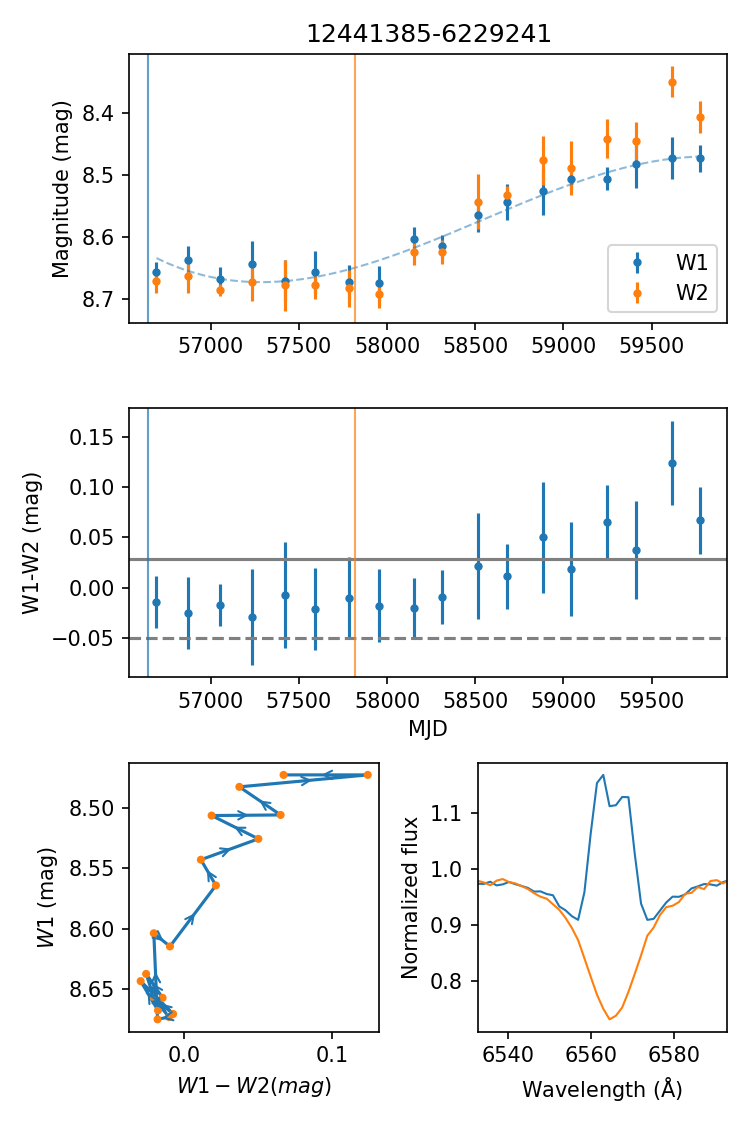 12441385-6229241
Magnitude (mag)
8.4
8.5
8.6
8.7
W1
W2
57000 57500 58000 58500 59000 59500
W1-W2 (mag)
0.15
0.10
0.05
0.00
−0.05
57000 57500 58000 58500 59000 59500
MJD
W1 (mag)
8.50
8.55
8.60
8.65
0.0 0.1
W1 − W2(mag)
Normalized flux
1.1
1.0
0.9
0.8
6540 6560 6580
Wavelength (Å)